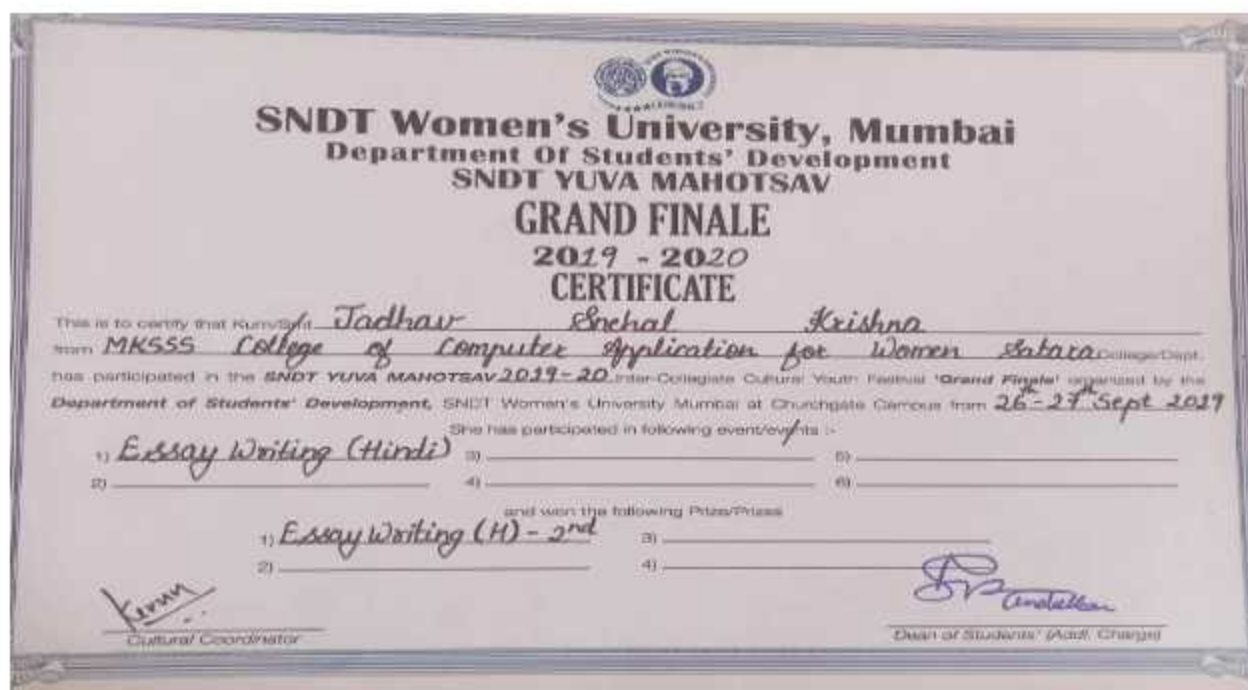 SNDT Women's University, Mumbai
Department Of Students' Development
SNDT YUVA MAHOTSAV
GRAND FINALE
2019 - 2020
CERTIFICATE
This is to certify that Kum/Smt. Jadhav Snehal Krishna
from MKSSS College of Computer Application for Women Satara College/Dept.
has participated in the SNDT YUVA MAHOTSAV 2019-20 Inter-Collegiate Cultural Youth Festival 'Grand Finale' organized by the
Department of Students' Development, SNDT Women's University Mumbai at Churchgate Campus from 26th-27th Sept 2019
She has participated in following event/events :-
1) Essay Writing (Hindi) 3) 5)
2) 4) 6)
and won the following Prize/Prizes
1) Essay Writing (H) - 2nd 3)
2) 4)
Cultural Coordinator Dean of Students' (Addl. Charge)